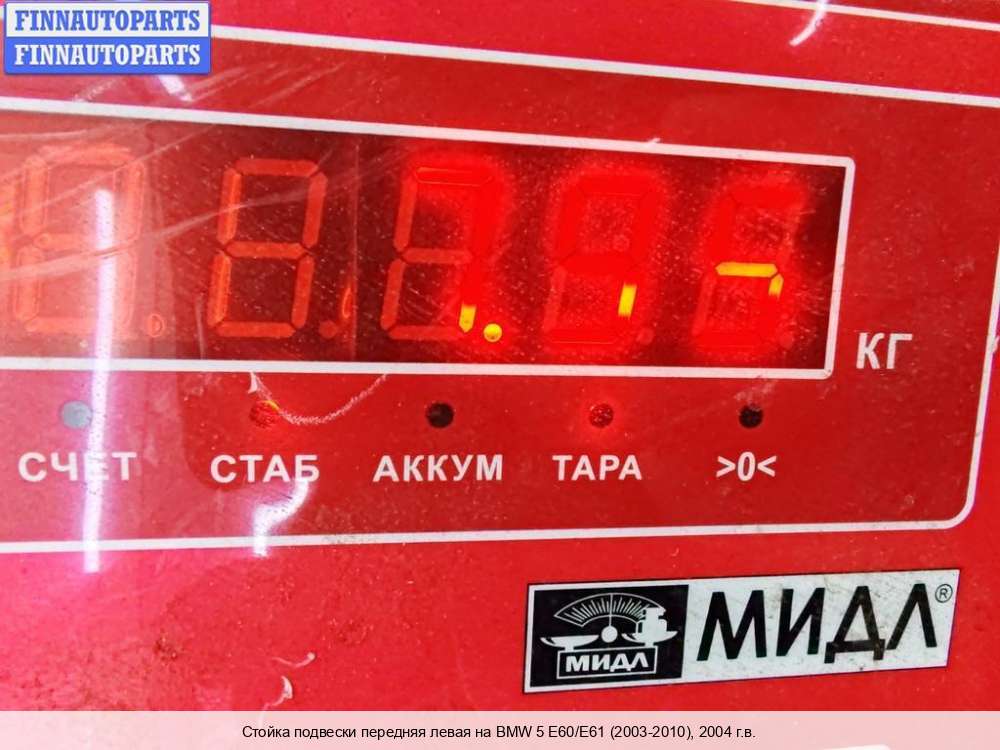 FINNAUTOPARTS
FINNAUTOPARTS
КГ
СЧЕТ СТАБ АККУМ ТАРА >0<
МИДЛ
МИДЛ®
Стойка подвески передняя левая на BMW 5 E60/E61 (2003-2010), 2004 г.в.